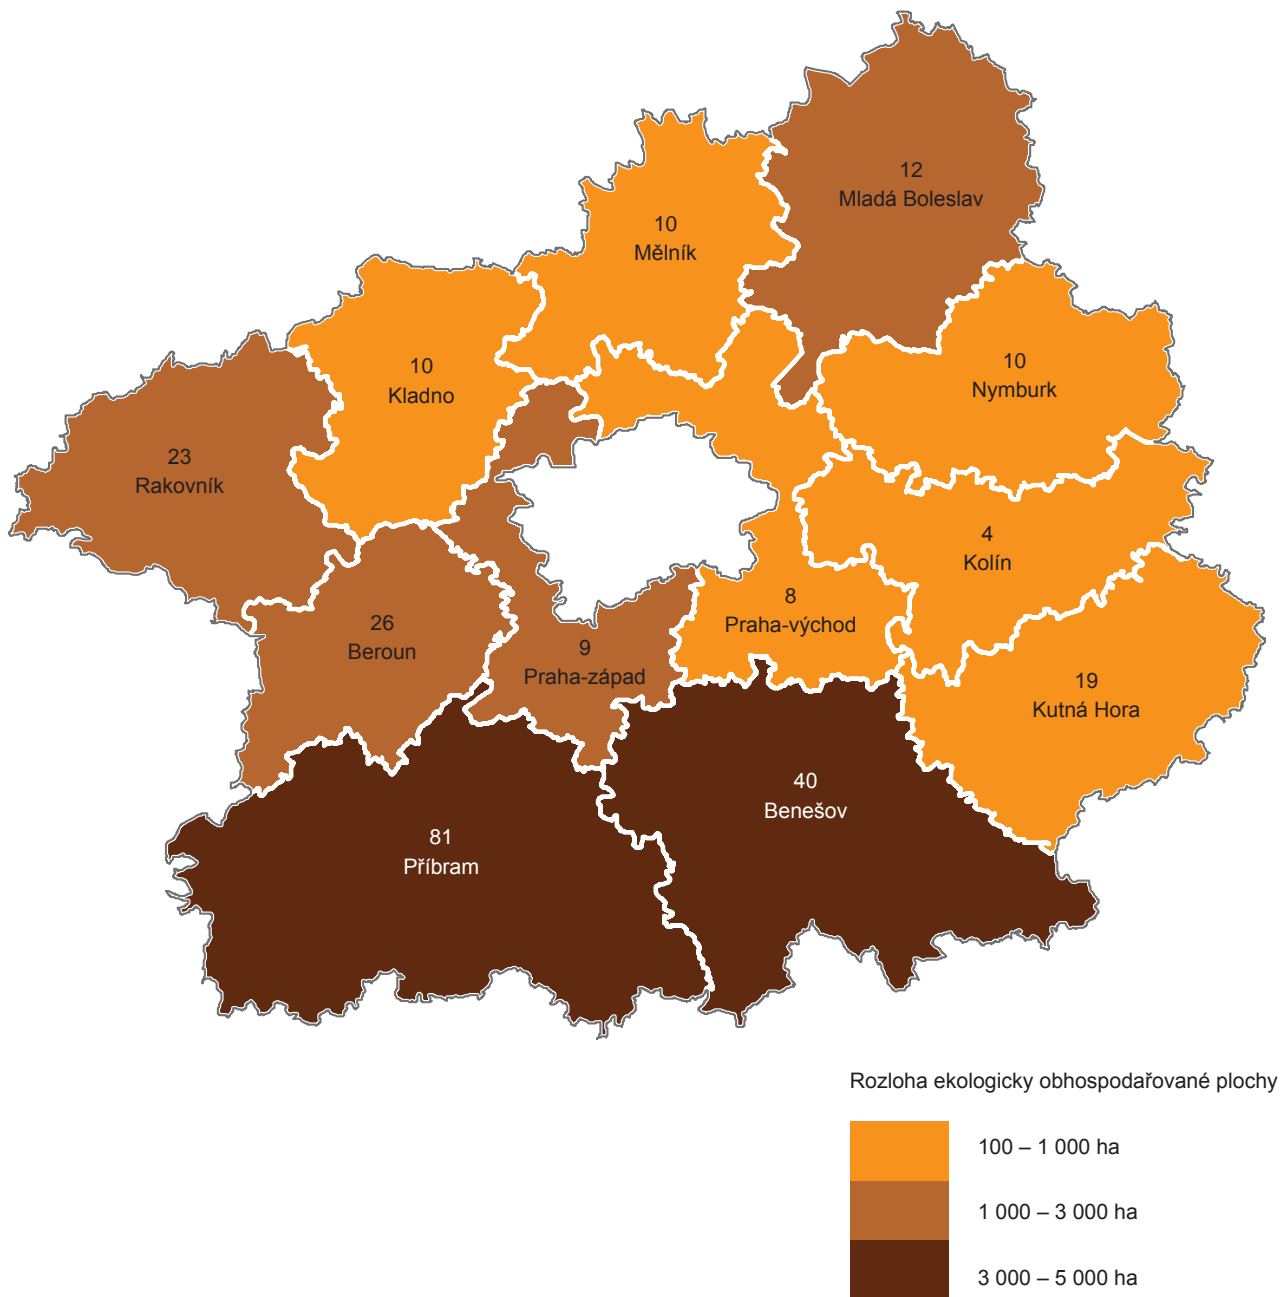 12
Mladá Boleslav
10
Mělník
10
Kladno
10
Nymburk
23
Rakovník
4
Kolín
8
Praha-východ
26
Beroun
9
Praha-západ
19
Kutná Hora
40
Benešov
81
Příbram
Rozloha ekologicky obhospodařované plochy
100 – 1 000 ha
1 000 – 3 000 ha
3 000 – 5 000 ha